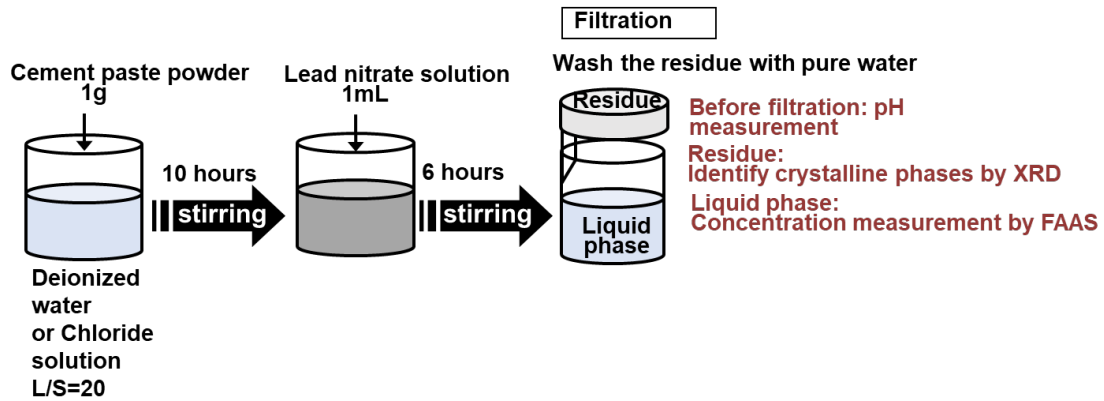 Filtration
Cement paste powder
1g
Lead nitrate solution
1mL
Wash the residue with pure water
Residue
Before filtration: pH
measurement
Residue:
Identify crystalline phases by XRD
Liquid phase:
Concentration measurement by FAAS
10 hours
stirring
6 hours
stirring
Liquid
phase
Deionized
water
or Chloride
solution
L/S=20